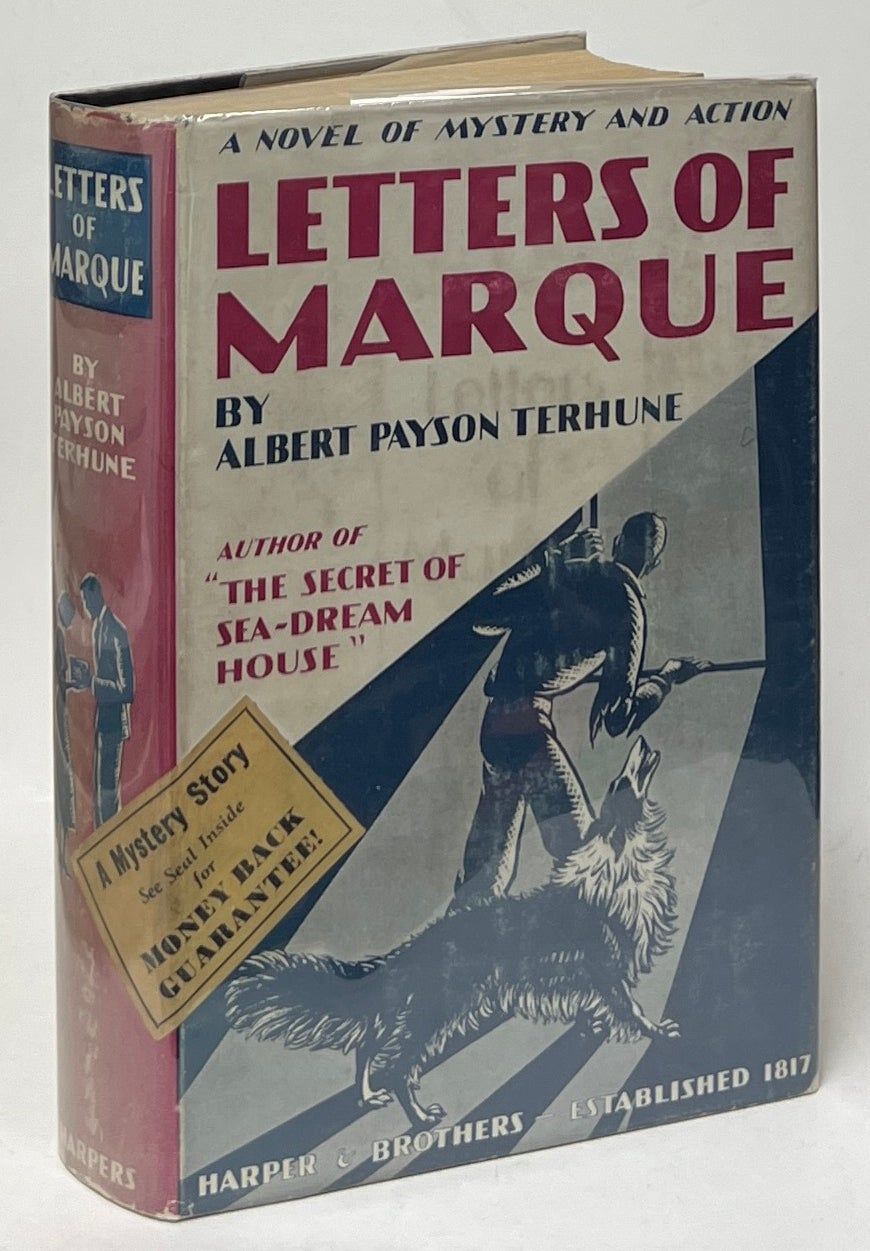 A NOVEL OF MYSTERY AND ACTION
LETTERS OF
MARQUE
BY
ALBERT PAYSON TERHUNE
AUTHOR OF
"THE SECRET OF
SEA-DREAM
HOUSE"
A Mystery Story
See Seal Inside
for
MONEY BACK
GUARANTEE!
HARPER & BROTHERS – ESTABLISHED 1817
LETTERS
OF
MARQUE
BY
ALBERT
PAYSON
TERHUNE
HARPERS